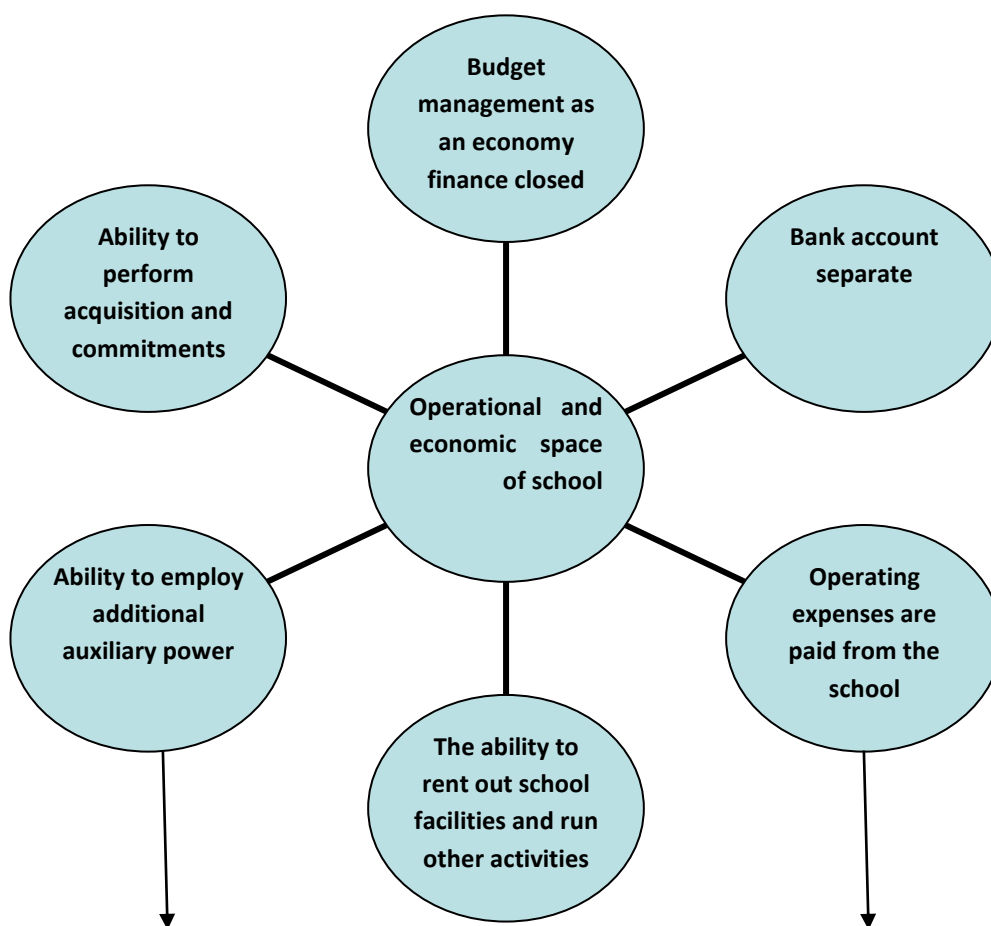 Budget
management as
an economy
finance closed
Ability to
perform
acquisition and
commitments
Bank account
separate
Operational and
economic space
of school
Ability to employ
additional
auxiliary power
Operating
expenses are
paid from the
school
The ability to
rent out school
facilities and run
other activities